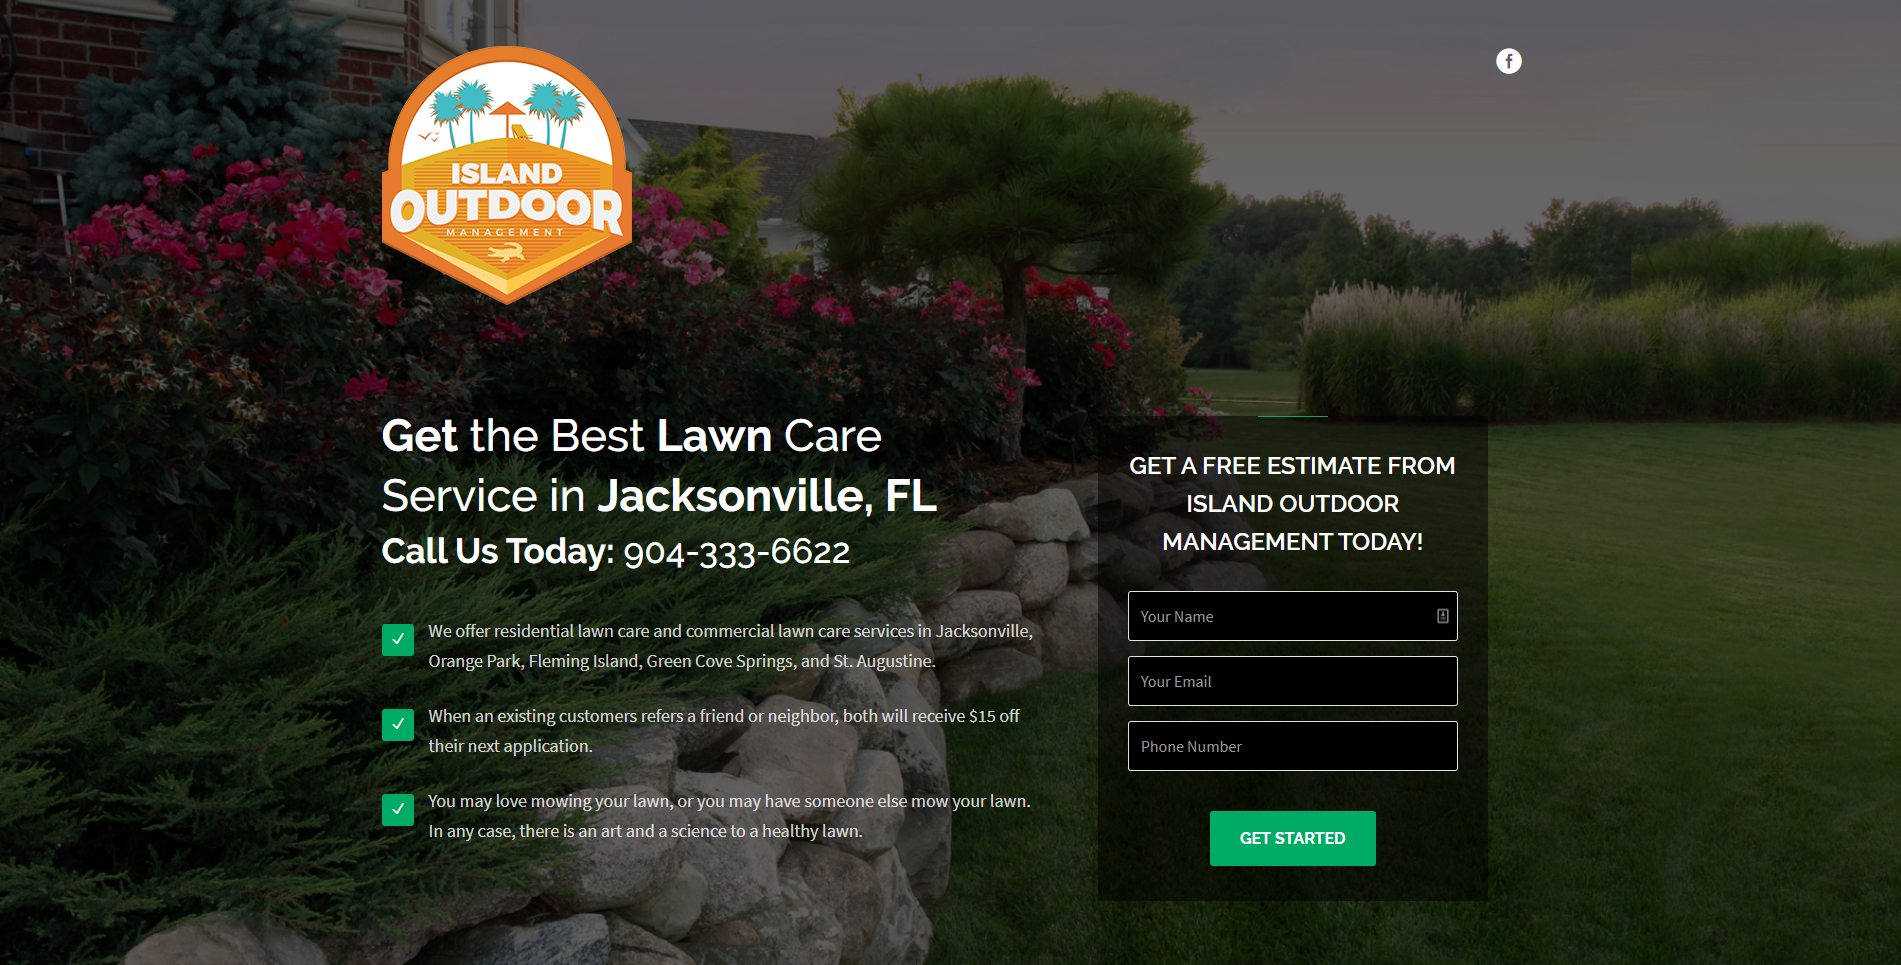 ISLAND
OUTDOOR
MANAGEMENT
Get the Best Lawn Care
Service in Jacksonville, FL
Call Us Today: 904-333-6622
We offer residential lawn care and commercial lawn care services in Jacksonville,
Orange Park, Fleming Island, Green Cove Springs, and St. Augustine.
When an existing customers refers a friend or neighbor, both will receive $15 off
their next application.
You may love mowing your lawn, or you may have someone else mow your lawn.
In any case, there is an art and a science to a healthy lawn.
GET A FREE ESTIMATE FROM
ISLAND OUTDOOR
MANAGEMENT TODAY!
Your Name
Your Email
Phone Number
GET STARTED